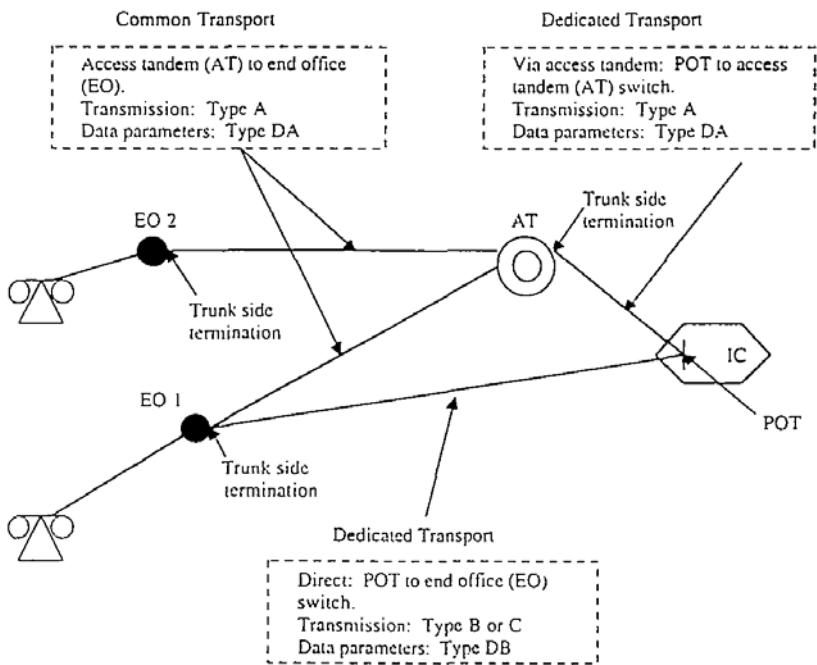 Common Transport
Dedicated Transport
Access tandem (AT) to end office
(EO).
Transmission: Type A
Data parameters: Type DA
Via access tandem: POT to access
tandem (AT) switch.
Transmission: Type A
Data parameters: Type DA
EO 2
AT
Trunk side
termination
Trunk side
termination
IC
EO 1
POT
Trunk side
termination
Dedicated Transport
Direct: POT to end office (EO)
switch.
Transmission: Type B or C
Data parameters: Type DB